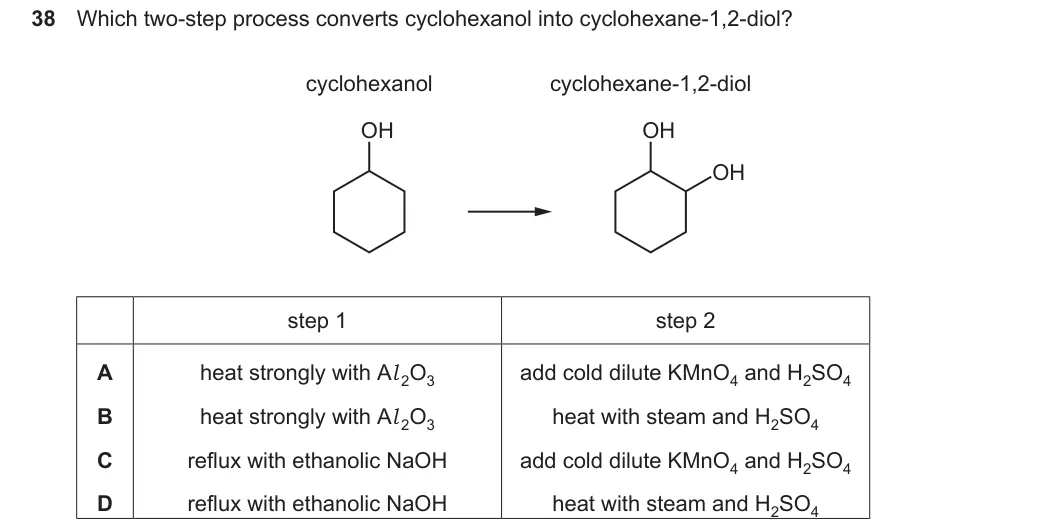 38 Which two-step process converts cyclohexanol into cyclohexane-1,2-diol?
cyclohexanol cyclohexane-1,2-diol
OH OH
OH
step 1 step 2
A heat strongly with Al₂O₃ add cold dilute KMnO₄ and H₂SO₄
B heat strongly with Al₂O₃ heat with steam and H₂SO₄
C reflux with ethanolic NaOH add cold dilute KMnO₄ and H₂SO₄
D reflux with ethanolic NaOH heat with steam and H₂SO₄